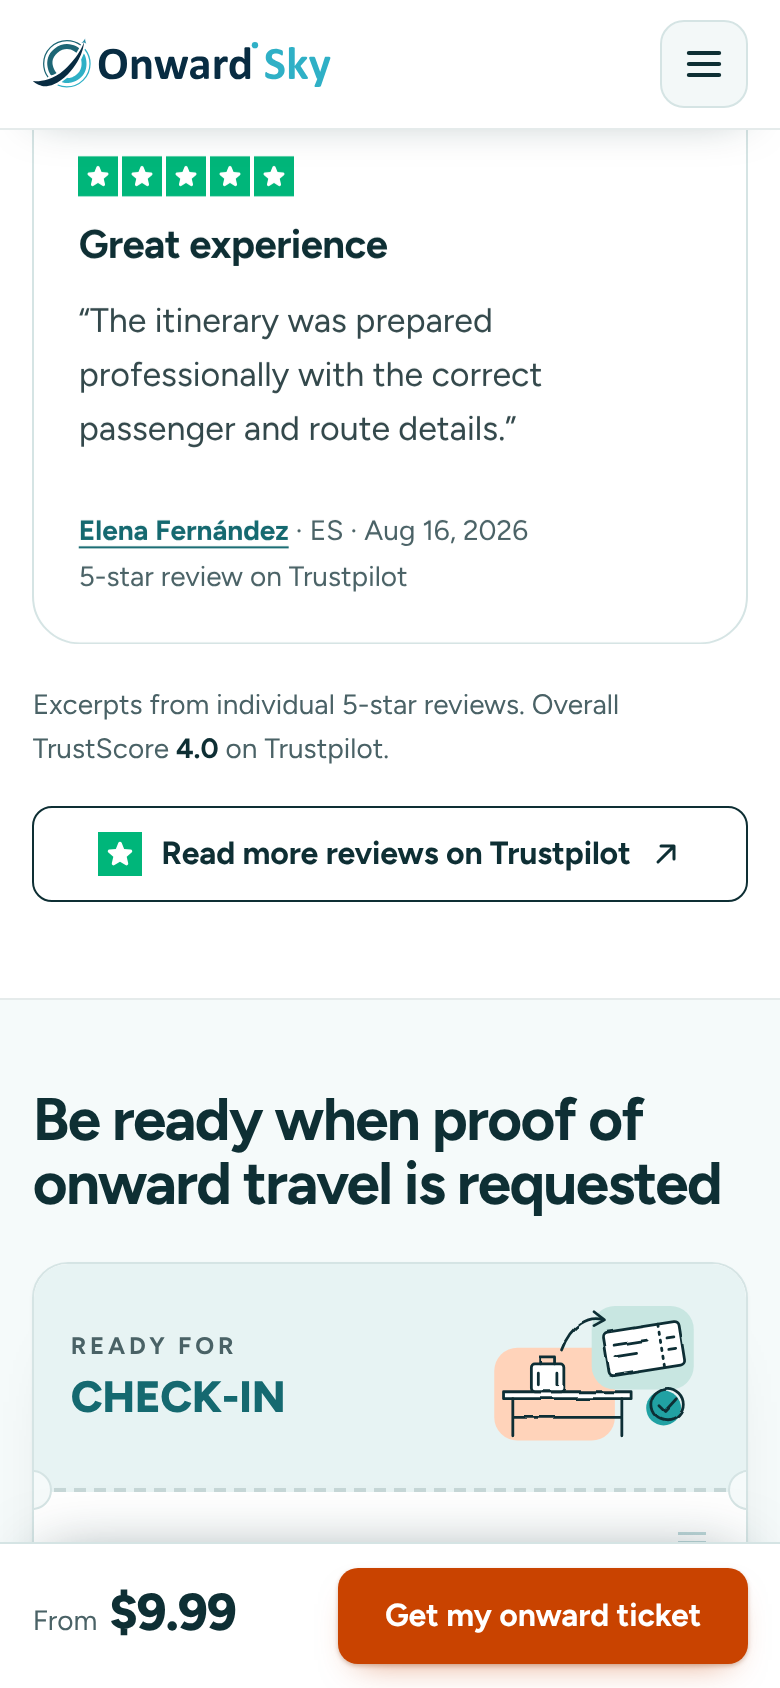 Onward Sky
Great experience
“The itinerary was prepared
professionally with the correct
passenger and route details.”
Elena Fernández · ES · Aug 16, 2026
5-star review on Trustpilot
Excerpts from individual 5-star reviews. Overall
TrustScore 4.0 on Trustpilot.
Read more reviews on Trustpilot
Be ready when proof of
onward travel is requested
READY FOR
CHECK-IN
From $9.99
Get my onward ticket